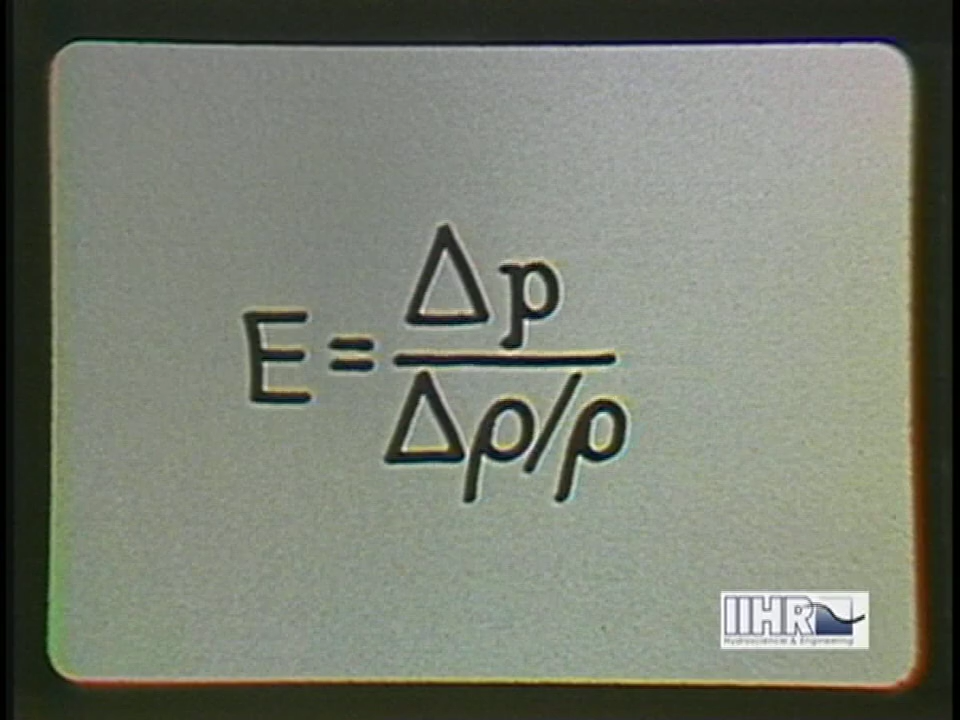 E = Δp / (Δρ/ρ)
IIHR
Hydroscience & Engineering